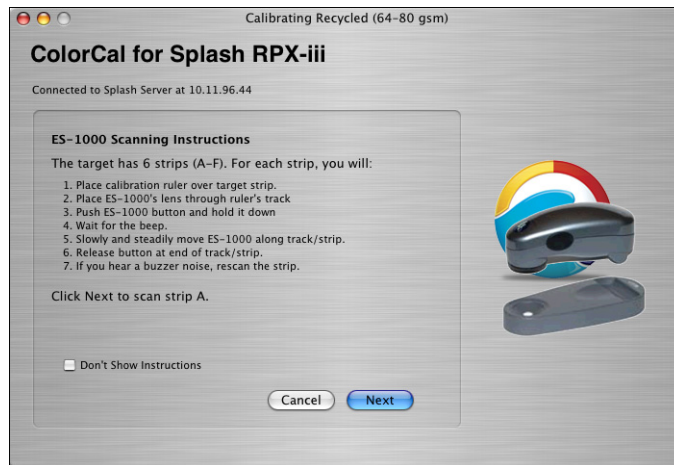 Calibrating Recycled (64–80 gsm)
ColorCal for Splash RPX-iii
Connected to Splash Server at 10.11.96.44
ES-1000 Scanning Instructions
The target has 6 strips (A-F). For each strip, you will:
1. Place calibration ruler over target strip.
2. Place ES-1000's lens through ruler's track
3. Push ES-1000 button and hold it down
4. Wait for the beep.
5. Slowly and steadily move ES-1000 along track/strip.
6. Release button at end of track/strip.
7. If you hear a buzzer noise, rescan the strip.
Click Next to scan strip A.
Don't Show Instructions
Cancel Next